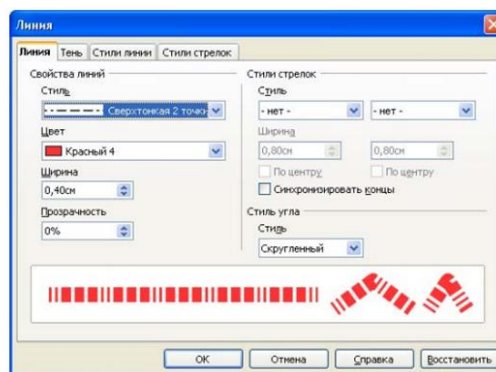 Линия
Линия Тень Стили линии Стили стрелок
Свойства линий
Стиль
Сверхтонкая 2 точки
Цвет
Красный 4
Ширина
0,40см
Прозрачность
0%
Стили стрелок
Стиль
- нет - - нет -
Ширина
0,80см 0,80см
По центру По центру
Синхронизировать концы
Стиль угла
Стиль
Скругленный
ОК Отмена Справка Восстановить